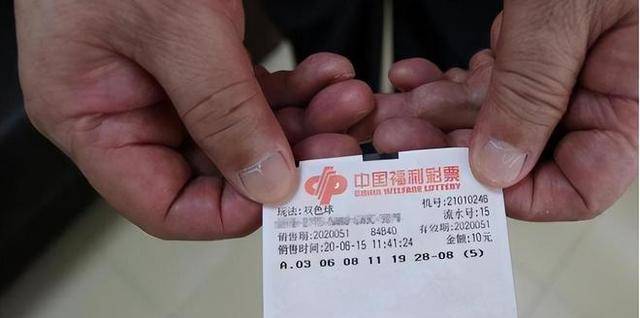 中国福利彩票
CHINA WELFARE LOTTERY
玩法:双色球 机号:21010246
流水号:15
销售期:2020051 84840 有效期:2020051
销售时间:20-06-15 11:41:24 金额:10元
A.03 06 08 11 19 28-08 (5)